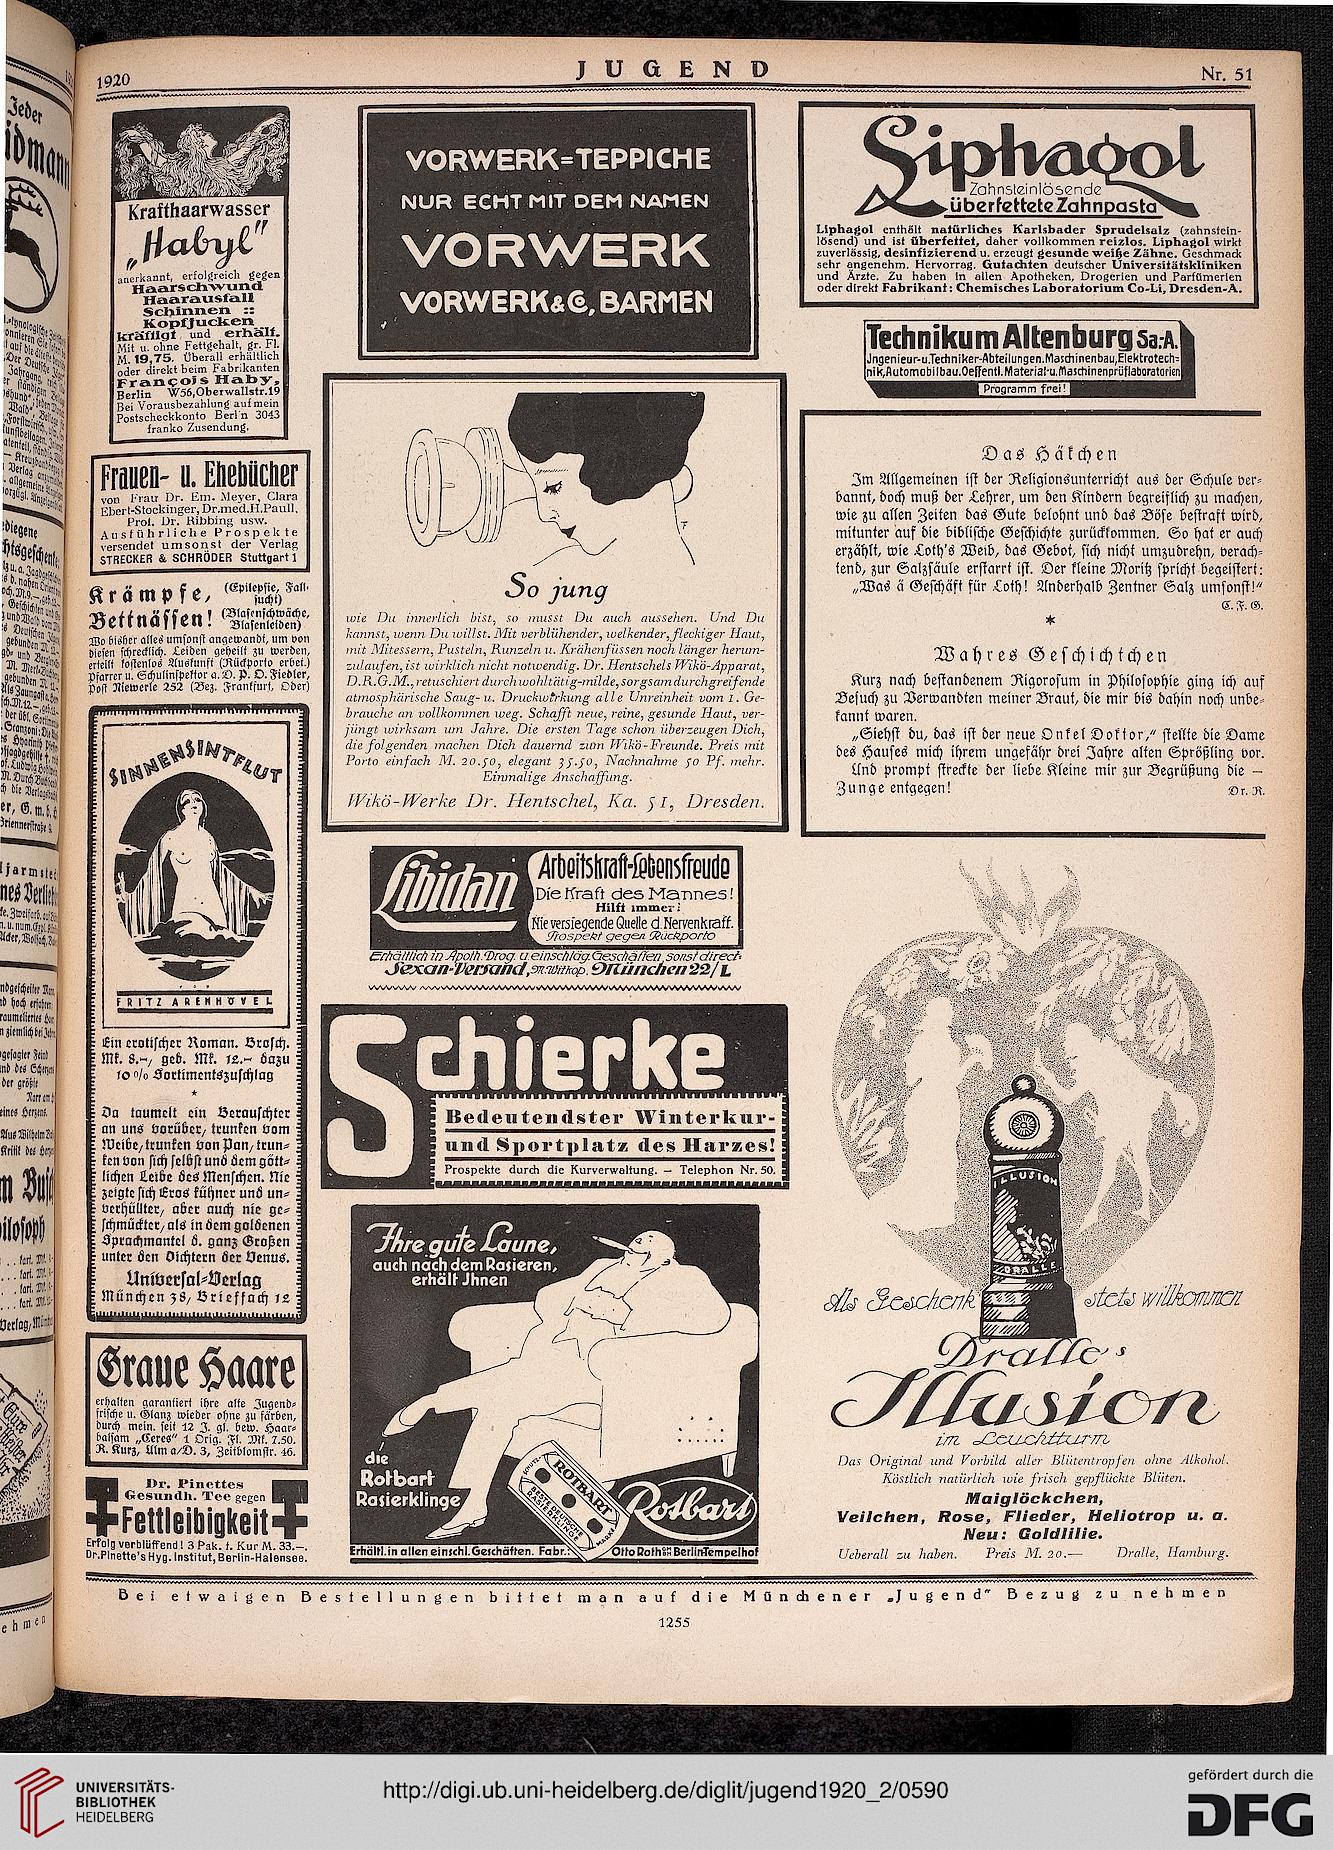 1920
JUGEND
Nr. 51
Krafthaarwasser
„Habyl"
anerkannt, erfolgreich gegen
Haarschwund
Haarausfall
Schinnen ::
Kopfjucken
kräftigt und erhält.
Mit u. ohne Fettgehalt, gr. Fl.
M. 19,75. Überall erhältlich
oder direkt beim Fabrikanten
François Haby,
Berlin W56, Oberwallstr.19
Bei Vorausbezahlung auf mein
Postscheckkonto Berlin 3043
franko Zusendung.
Frauen- u. Ehebücher
von Frau Dr. Em. Meyer, Clara
Ebert-Stockinger, Dr.med.H.Paull,
Prof. Dr. Ribbing usw.
Ausführliche Prospekte
versendet umsonst der Verlag
STRECKER & SCHRÖDER Stuttgart 1
Krämpfe, (Epilepsie, Fallsucht)
Bettnässen! (Blasenschwäche, Blasenleiden)
Wo bisher alles umsonst angewandt, um von
diesen schrecklich. Leiden geheilt zu werden,
erteilt kostenlos Auskunft (Rückporto erbet.)
Pfarrer u. Schulinspektor a. D. P. O. Fiedler,
Post Niewerle 252 (Bez. Frankfurt, Oder)
SINNENSINTFLUT
VON
FRITZ ARENHÖVEL
Ein erotischer Roman. Brosch.
Mk. 8.-, geb. Mk. 12.- dazu
10 % Sortimentszuschlag
*
Da taumelt ein Berauschter
an uns vorüber, trunken vom
Weibe, trunken von Pan, trun-
ken von sich selbst und dem gött-
lichen Leibe des Menschen. Nie
zeigte sich Eros kühner und un-
verhüllter, aber auch nie ge-
schmückter, als in dem goldenen
Sprachmantel d. ganz Großen
unter den Dichtern der Venus.
Universal-Verlag
München 38, Brieffach 12
Graue Haare
erhalten garantiert ihre alte Jugend-
frische u. Glanz wieder ohne zu färben,
durch mein. seit 12 J. gl. bew. Haar-
balsam „Ceres" 1 Orig. Fl. Mk. 7.50.
R. Kurz, Ulm a/D. 3, Zeitblomstr. 46.
Dr. Pinettes
Gesundh. Tee gegen
Fettleibigkeit
Erfolg verblüffend! 3 Pak. f. Kur M. 33.—.
Dr.Pinette's Hyg. Institut, Berlin-Halensee.
VORWERK=TEPPICHE
NUR ECHT MIT DEM NAMEN
VORWERK
VORWERK & Co, BARMEN
So jung
wie Du innerlich bist, so musst Du auch aussehen. Und Du
kannst, wenn Du willst. Mit verblühender, welkender, fleckiger Haut,
mit Mitessern, Pusteln, Runzeln u. Krähenfüssen noch länger herum-
zulaufen, ist wirklich nicht notwendig. Dr. Hentschels Wikö-Apparat,
D.R.G.M., retuschiert durch wohltätig-milde, sorgsam durchgreifende
atmosphärische Saug- u. Druckwirkung alle Unreinheit vom 1. Ge-
brauche an vollkommen weg. Schafft neue, reine, gesunde Haut, ver-
jüngt wirksam um Jahre. Die ersten Tage schon überzeugen Dich,
die folgenden machen Dich dauernd zum Wikö-Freunde. Preis mit
Porto einfach M. 20.50, elegant 35.50, Nachnahme 50 Pf. mehr.
Einmalige Anschaffung.
Wikö-Werke Dr. Hentschel, Ka. 51, Dresden.
Libidan
Arbeitskraft-Lebensfreude
Die Kraft des Mannes!
Hilft immer!
Nie versiegende Quelle d. Nervenkraft.
Prospekt gegen Rückporto
Erhältlich in Apoth. Drog. u. einschläg. Geschäften, sonst direct
Sexan-Versand, M. Witkop, München 22/L
Schierke
Bedeutendster Winterkur-
und Sportplatz des Harzes!
Prospekte durch die Kurverwaltung. — Telephon Nr. 50.
Ihre gute Laune,
auch nach dem Rasieren,
erhält Ihnen
die
Rotbart
Rasierklinge
SCHUTZ-
ROTBART
BESTE DEUTSCHE
RASIERKLINGE
MARKE
Rotbart
Erhältl. in allen einschl. Geschäften. Fabr.: Otto Roth GmbH Berlin-Tempelhof
Liphagol
Zahnsteinlösende
überfettete Zahnpasta
Liphagol enthält natürliches Karlsbader Sprudelsalz (zahnstein-
lösend) und ist überfettet, daher vollkommen reizlos. Liphagol wirkt
zuverlässig, desinfizierend u. erzeugt gesunde weiße Zähne. Geschmack
sehr angenehm. Hervorrag. Gutachten deutscher Universitätskliniken
und Ärzte. Zu haben in allen Apotheken, Drogerien und Parfümerien
oder direkt Fabrikant: Chemisches Laboratorium Co-Li, Dresden-A.
Technikum Altenburg Sa.-A.
Ingenieur-u.Techniker-Abteilungen.Maschinenbau,Elektrotech-
nik,Automobilbau.Oeffentl.Material-u.Maschinenprüflaboratorien
Programm frei!
Das Häkchen
Im Allgemeinen ist der Religionsunterricht aus der Schule ver-
bannt, doch muß der Lehrer, um den Kindern begreiflich zu machen,
wie zu allen Zeiten das Gute belohnt und das Böse bestraft wird,
mitunter auf die biblische Geschichte zurückkommen. So hat er auch
erzählt, wie Loth's Weib, das Gebot, sich nicht umzudrehn, verach-
tend, zur Salzsäule erstarrt ist. Der kleine Moritz spricht begeistert:
„Was ä Geschäft für Loth! Anderhalb Zentner Salz umsonst!"
C. F. G.
*
Wahres Geschichtchen
Kurz nach bestandenem Rigorosum in Philosophie ging ich auf
Besuch zu Verwandten meiner Braut, die mir bis dahin noch unbe-
kannt waren.
„Siehst du, das ist der neue Onkel Doktor," stellte die Dame
des Hauses mich ihrem ungefähr drei Jahre alten Sprößling vor.
Und prompt streckte der liebe Kleine mir zur Begrüßung die —
Zunge entgegen!
Dr. R.
ILLUSION
DRALLE
Als Geschenk stets willkommen
Dralle's
Illusion
im Leuchtturm
Das Original und Vorbild aller Blütentropfen ohne Alkohol.
Köstlich natürlich wie frisch gepflückte Blüten.
Maiglöckchen,
Veilchen, Rose, Flieder, Heliotrop u. a.
Neu: Goldlilie.
Ueberall zu haben. Preis M. 20.— Dralle, Hamburg.
Bei etwaigen Bestellungen bittet man auf die Münchener „Jugend" Bezug zu nehmen
1255
UNIVERSITÄTS-
BIBLIOTHEK
HEIDELBERG
http://digi.ub.uni-heidelberg.de/diglit/jugend1920_2/0590
gefördert durch die
DFG